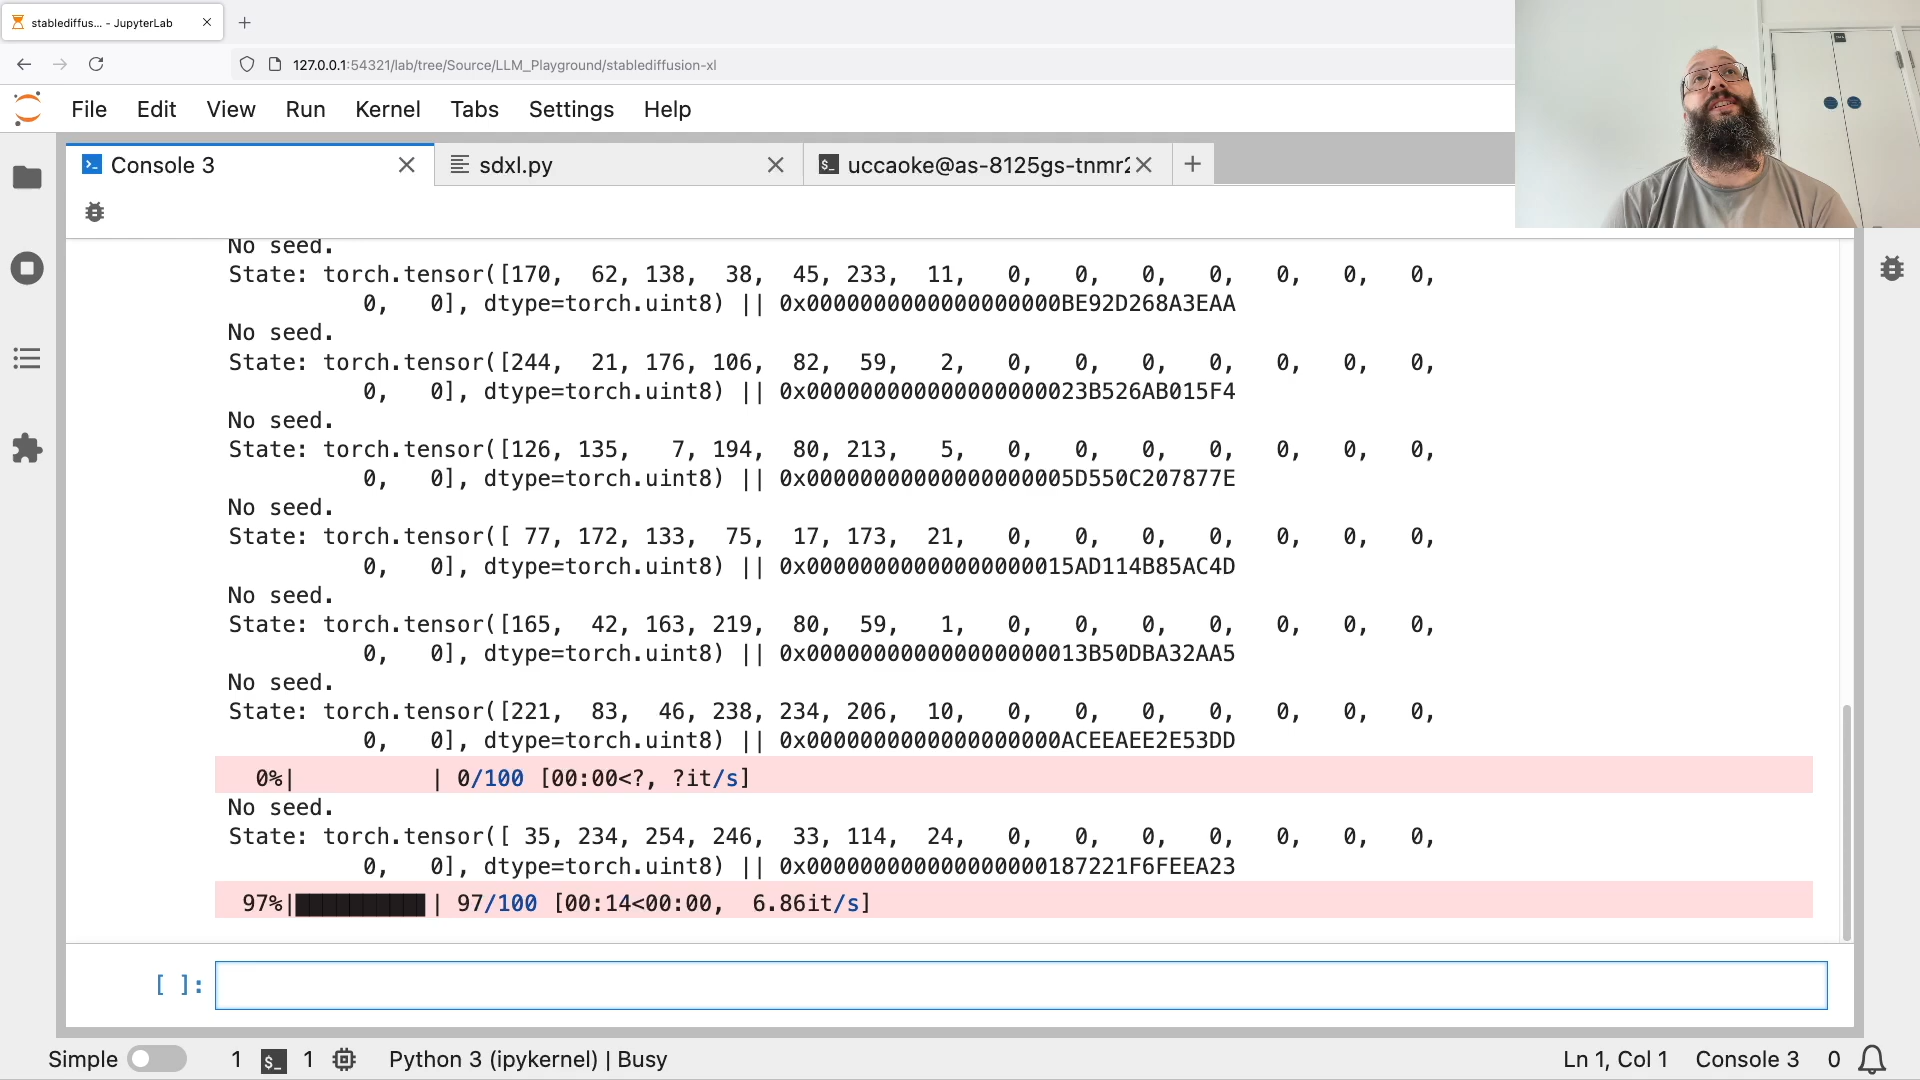 stablediffus... - JupyterLab
127.0.0.1:54321/lab/tree/Source/LLM_Playground/stablediffusion-xl
File Edit View Run Kernel Tabs Settings Help
Console 3
sdxl.py
uccaoke@as-8125gs-tnmr2
No seed.
State: torch.tensor([170,  62, 138,  38,  45, 233,  11,   0,   0,   0,   0,   0,   0,   0,
          0,   0], dtype=torch.uint8) || 0x0000000000000000000BE92D268A3EAA
No seed.
State: torch.tensor([244,  21, 176, 106,  82,  59,   2,   0,   0,   0,   0,   0,   0,   0,
          0,   0], dtype=torch.uint8) || 0x000000000000000000023B526AB015F4
No seed.
State: torch.tensor([126, 135,   7, 194,  80, 213,   5,   0,   0,   0,   0,   0,   0,   0,
          0,   0], dtype=torch.uint8) || 0x00000000000000000005D550C207877E
No seed.
State: torch.tensor([ 77, 172, 133,  75,  17, 173,  21,   0,   0,   0,   0,   0,   0,   0,
          0,   0], dtype=torch.uint8) || 0x00000000000000000015AD114B85AC4D
No seed.
State: torch.tensor([165,  42, 163, 219,  80,  59,   1,   0,   0,   0,   0,   0,   0,   0,
          0,   0], dtype=torch.uint8) || 0x000000000000000000013B50DBA32AA5
No seed.
State: torch.tensor([221,  83,  46, 238, 234, 206,  10,   0,   0,   0,   0,   0,   0,   0,
          0,   0], dtype=torch.uint8) || 0x0000000000000000000ACEEAEE2E53DD
0%| | 0/100 [00:00<?, ?it/s]
No seed.
State: torch.tensor([ 35, 234, 254, 246,  33, 114,  24,   0,   0,   0,   0,   0,   0,   0,
          0,   0], dtype=torch.uint8) || 0x000000000000000000187221F6FEEA23
97%|██████████| 97/100 [00:14<00:00,  6.86it/s]
[ ]:
Simple 1 $_ 1 Python 3 (ipykernel) | Busy Ln 1, Col 1 Console 3 0